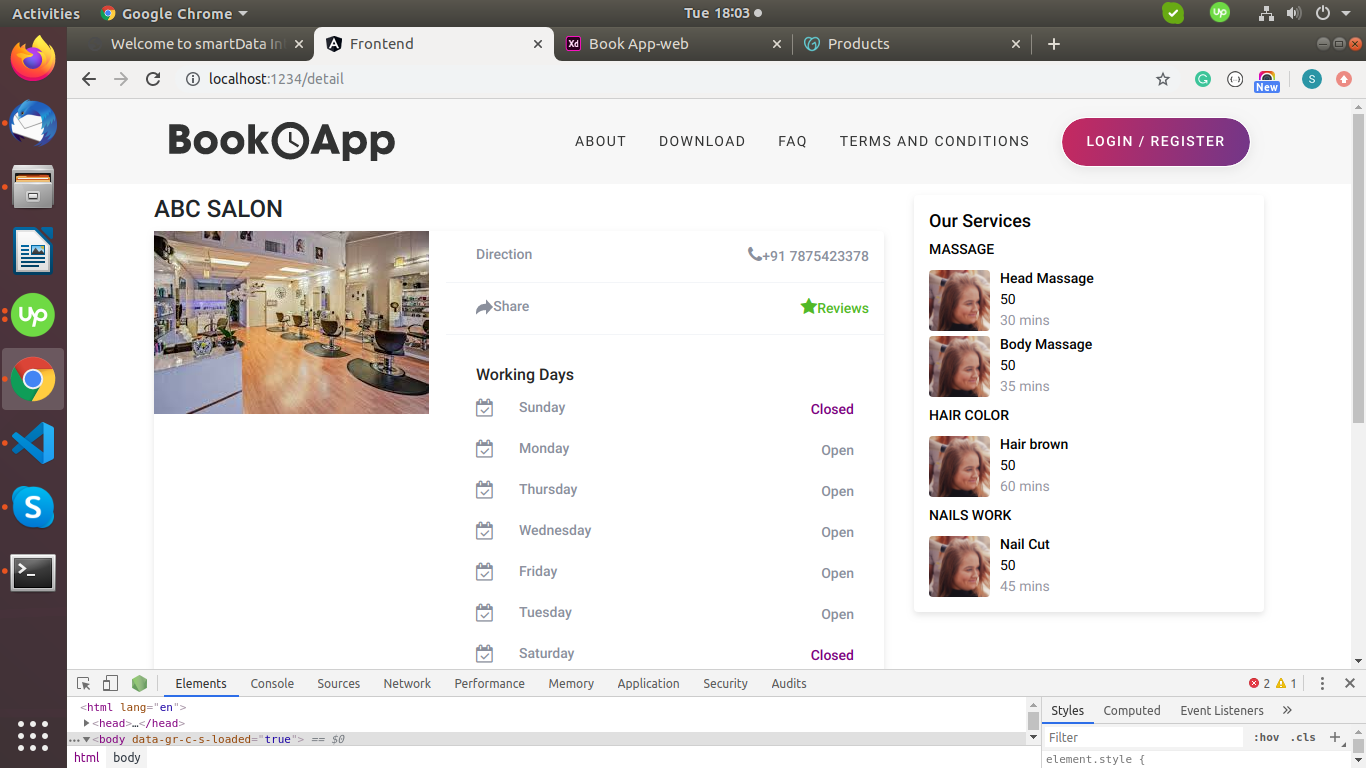 Activities
Google Chrome
Tue 18:03
Welcome to smartData In
Frontend
Book App-web
Products
localhost:1234/detail
New
S
BookApp
ABOUT
DOWNLOAD
FAQ
TERMS AND CONDITIONS
LOGIN / REGISTER
ABC SALON
Direction
+91 7875423378
Share
Reviews
Working Days
Sunday
Closed
Monday
Open
Thursday
Open
Wednesday
Open
Friday
Open
Tuesday
Open
Saturday
Closed
Our Services
MASSAGE
Head Massage
50
30 mins
Body Massage
50
35 mins
HAIR COLOR
Hair brown
50
60 mins
NAILS WORK
Nail Cut
50
45 mins
Elements
Console
Sources
Network
Performance
Memory
Application
Security
Audits
2
1
<html lang="en">
<head>…</head>
<body data-gr-c-s-loaded="true"> == $0
html
body
Styles
Computed
Event Listeners
Filter
:hov
.cls
element.style {